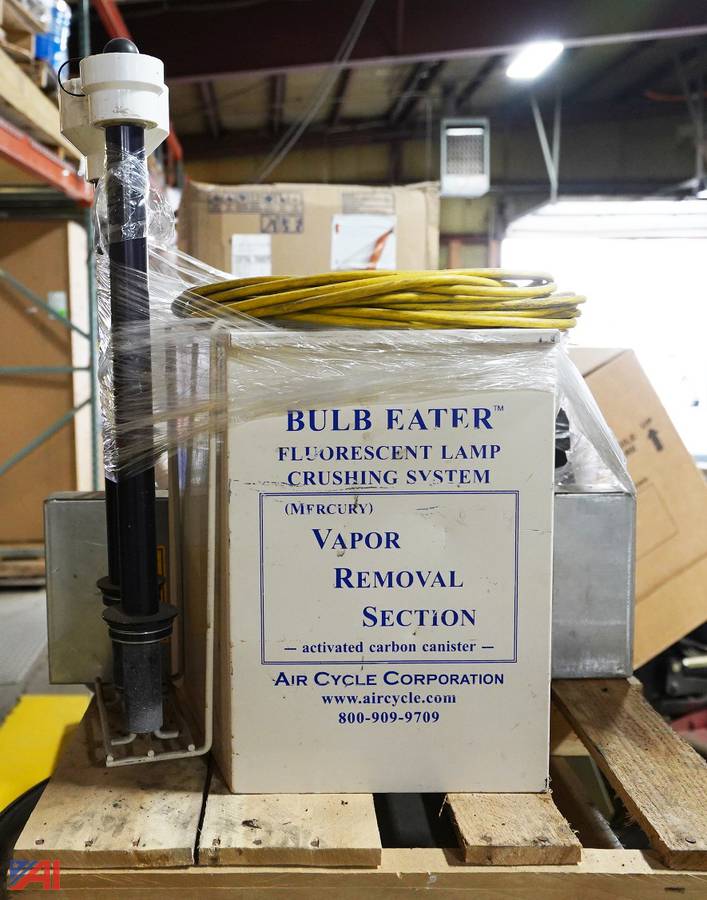 BULB EATER™
FLUORESCENT LAMP
CRUSHING SYSTEM
(MERCURY)
VAPOR
REMOVAL
SECTION
— activated carbon canister —
AIR CYCLE CORPORATION
www.aircycle.com
800-909-9709
AI